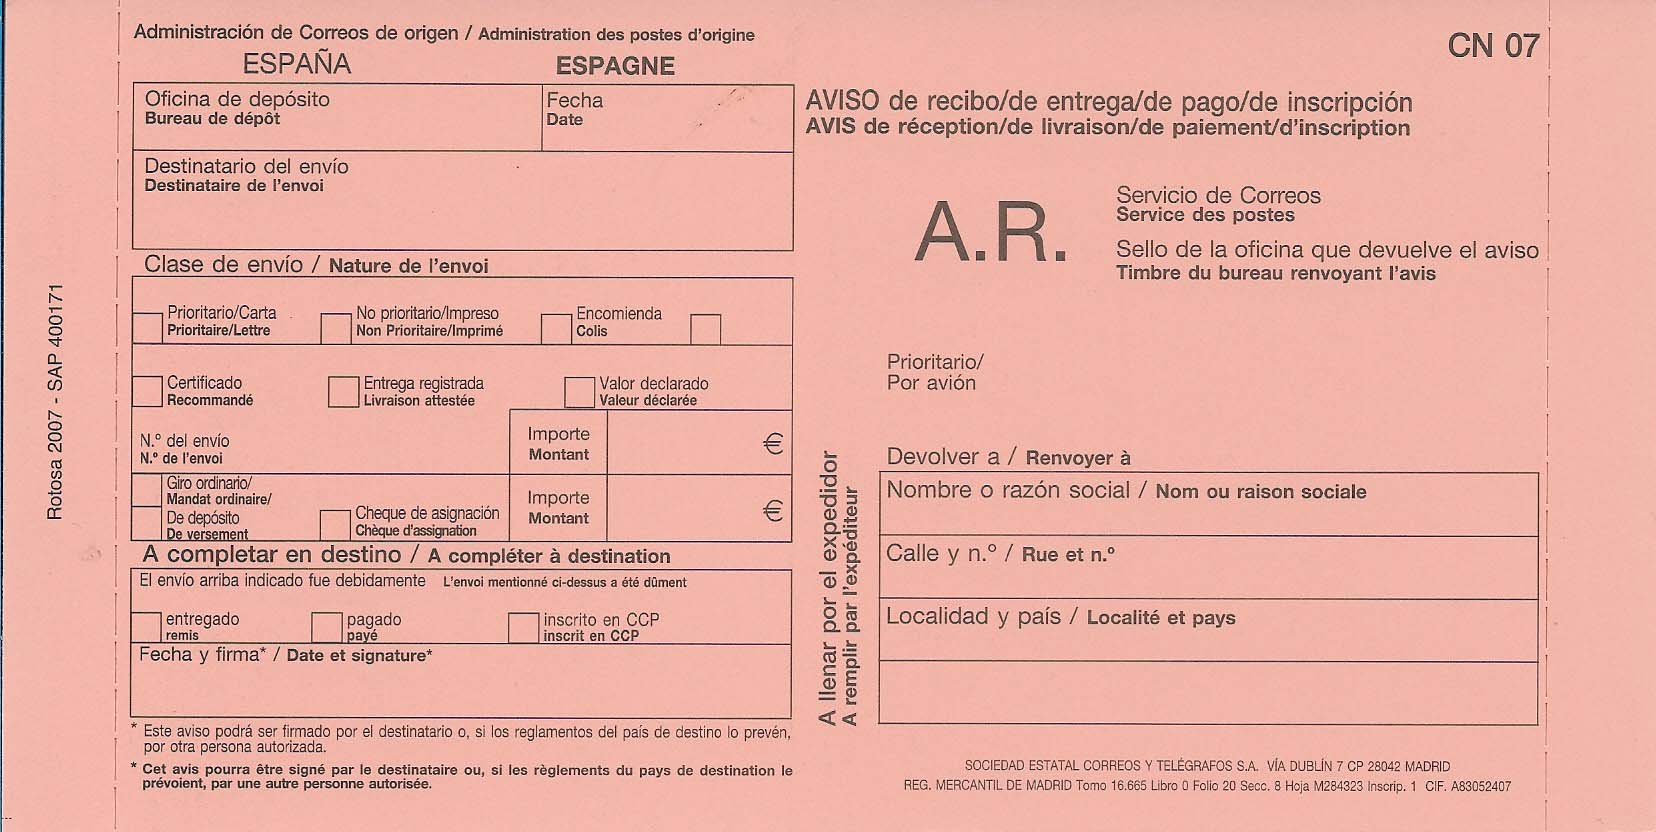 Administración de Correos de origen / Administration des postes d'origine
ESPAÑA ESPAGNE
Oficina de depósito
Bureau de dépôt
Fecha
Date
Destinatario del envío
Destinataire de l'envoi
Clase de envío / Nature de l'envoi
Prioritario/Carta
Prioritaire/Lettre
No prioritario/Impreso
Non Prioritaire/Imprimé
Encomienda
Colis
Certificado
Recommandé
Entrega registrada
Livraison attestée
Valor declarado
Valeur déclarée
N.º del envío
N.º de l'envoi
Importe
Montant
€
Giro ordinario/
Mandat ordinaire/
De depósito
De versement
Cheque de asignación
Chèque d'assignation
Importe
Montant
€
A completar en destino / A compléter à destination
El envío arriba indicado fue debidamente L'envoi mentionné ci-dessus a été dûment
entregado
remis
pagado
payé
inscrito en CCP
inscrit en CCP
Fecha y firma* / Date et signature*
* Este aviso podrá ser firmado por el destinatario o, si los reglamentos del país de destino lo prevén,
por otra persona autorizada.
* Cet avis pourra être signé par le destinataire ou, si les règlements du pays de destination le
prévoient, par une autre personne autorisée.
Rotosa 2007 - SAP 400171
CN 07
AVISO de recibo/de entrega/de pago/de inscripción
AVIS de réception/de livraison/de paiement/d'inscription
A.R.
Servicio de Correos
Service des postes
Sello de la oficina que devuelve el aviso
Timbre du bureau renvoyant l'avis
Prioritario/
Por avión
A llenar por el expedidor
A remplir par l'expéditeur
Devolver a / Renvoyer à
Nombre o razón social / Nom ou raison sociale
Calle y n.º / Rue et n.º
Localidad y país / Localité et pays
SOCIEDAD ESTATAL CORREOS Y TELÉGRAFOS S.A. VÍA DUBLÍN 7 CP 28042 MADRID
REG. MERCANTIL DE MADRID Tomo 16.665 Libro 0 Folio 20 Secc. 8 Hoja M284323 Inscrip. 1 CIF. A83052407